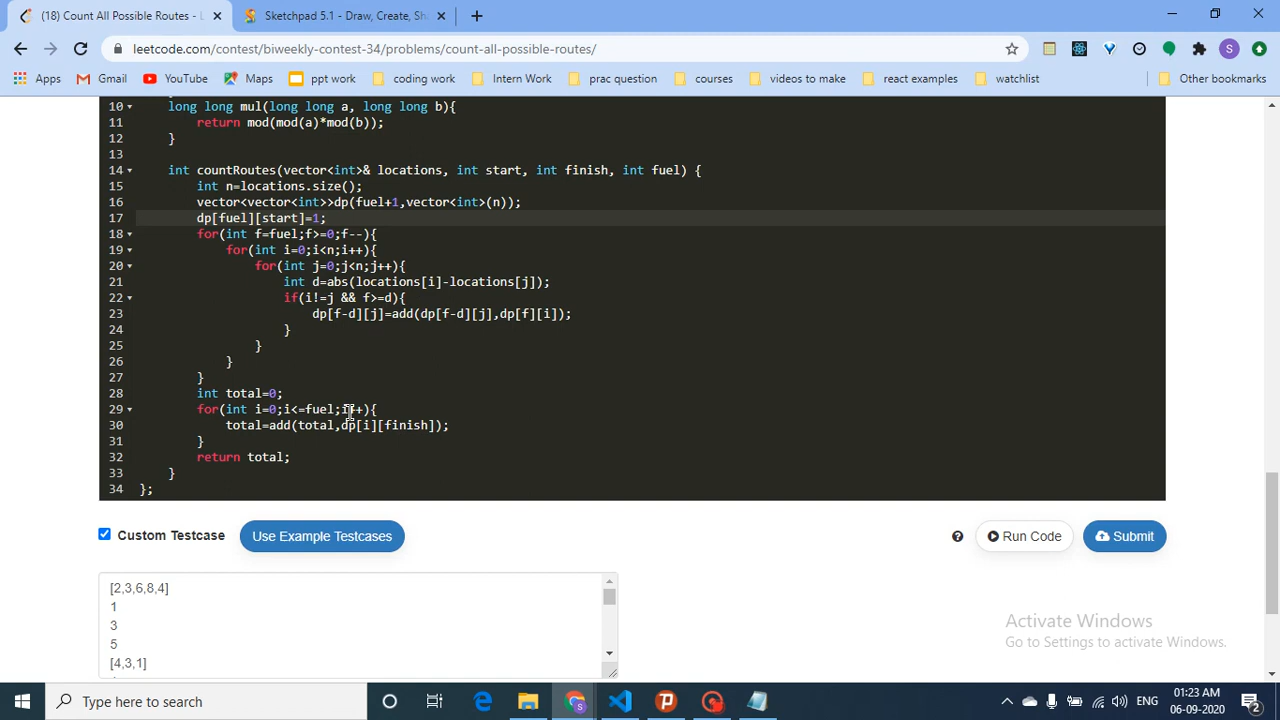 (18) Count All Possible Routes - L
Sketchpad 5.1 - Draw, Create, Sha
leetcode.com/contest/biweekly-contest-34/problems/count-all-possible-routes/
S
Apps Gmail YouTube Maps ppt work coding work Intern Work prac question courses videos to make react examples watchlist Other bookmarks
10 long long mul(long long a, long long b){
11 return mod(mod(a)*mod(b));
12 }
13
14 int countRoutes(vector<int>& locations, int start, int finish, int fuel) {
15 int n=locations.size();
16 vector<vector<int>>dp(fuel+1,vector<int>(n));
17 dp[fuel][start]=1;
18 for(int f=fuel;f>=0;f--){
19 for(int i=0;i<n;i++){
20 for(int j=0;j<n;j++){
21 int d=abs(locations[i]-locations[j]);
22 if(i!=j && f>=d){
23 dp[f-d][j]=add(dp[f-d][j],dp[f][i]);
24 }
25 }
26 }
27 }
28 int total=0;
29 for(int i=0;i<=fuel;i++){
30 total=add(total,dp[i][finish]);
31 }
32 return total;
33 }
34 };
Custom Testcase Use Example Testcases ? Run Code Submit
[2,3,6,8,4]
1
3
5
[4,3,1]
Activate Windows
Go to Settings to activate Windows.
Type here to search
ENG
01:23 AM
06-09-2020
2